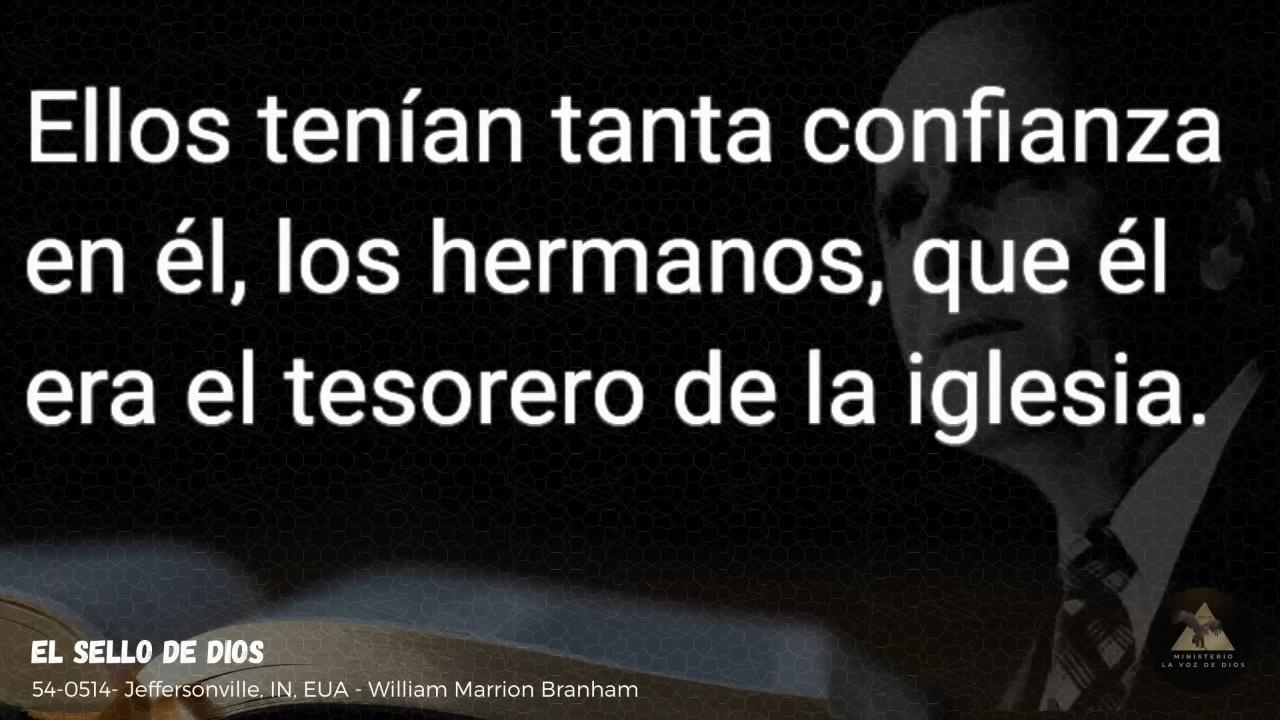 Ellos tenían tanta confianza
en él, los hermanos, que él
era el tesorero de la iglesia.
EL SELLO DE DIOS
54-0514- Jeffersonville, IN, EUA - William Marrion Branham
MINISTERIO
LA VOZ DE DIOS